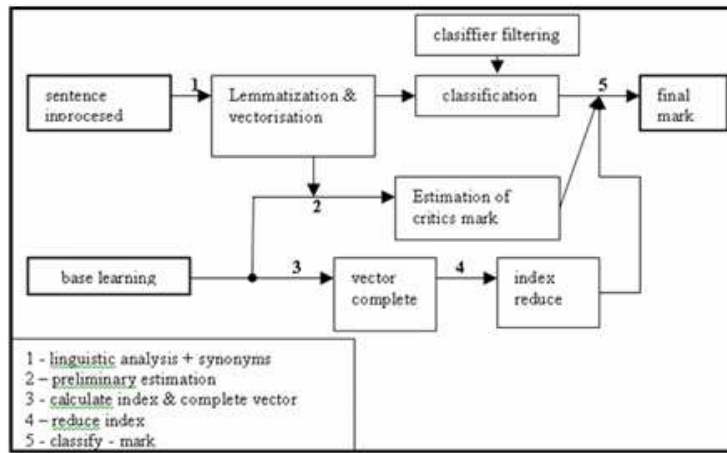 clasiffier filtering
1
5
sentence
inprocesed
Lemmatization &
vectorisation
classification
final
mark
2
Estimation of
critics mark
base learning
3
vector
complete
4
index
reduce
1 - linguistic analysis + synonyms
2 – preliminary estimation
3 - calculate index & complete vector
4 – reduce index
5 - classify - mark